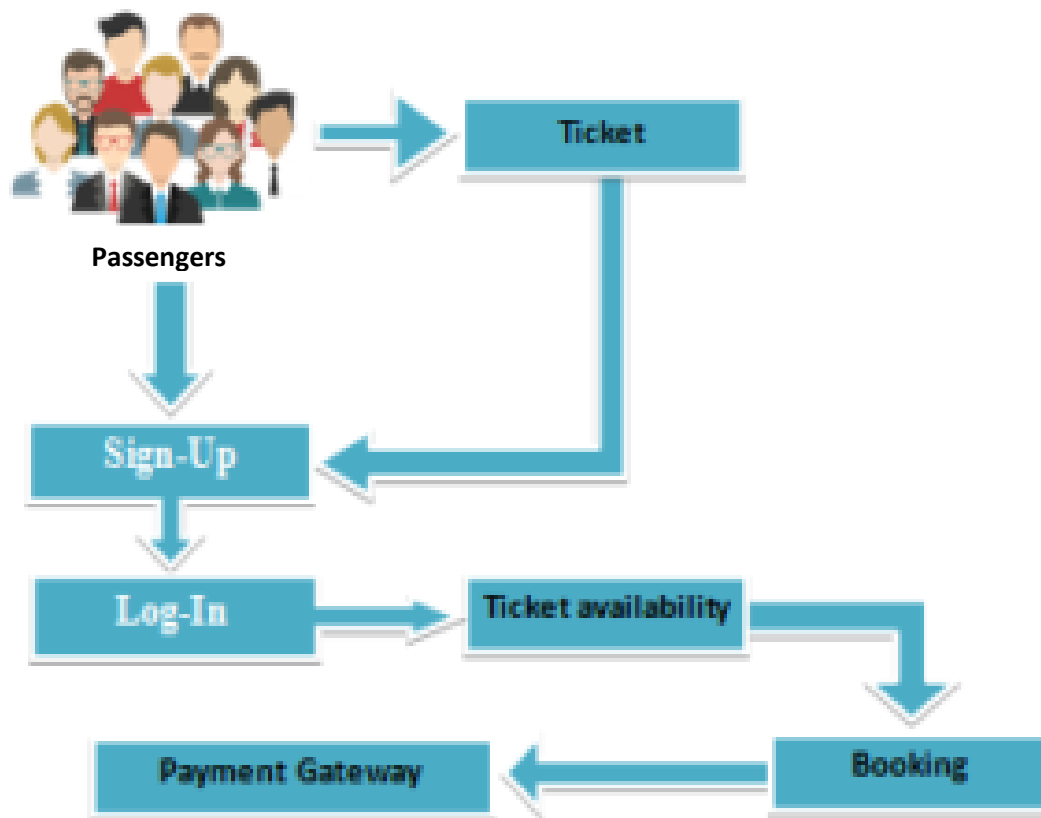 Ticket
Passengers
Sign-Up
Log-In
Ticket availability
Booking
Payment Gateway